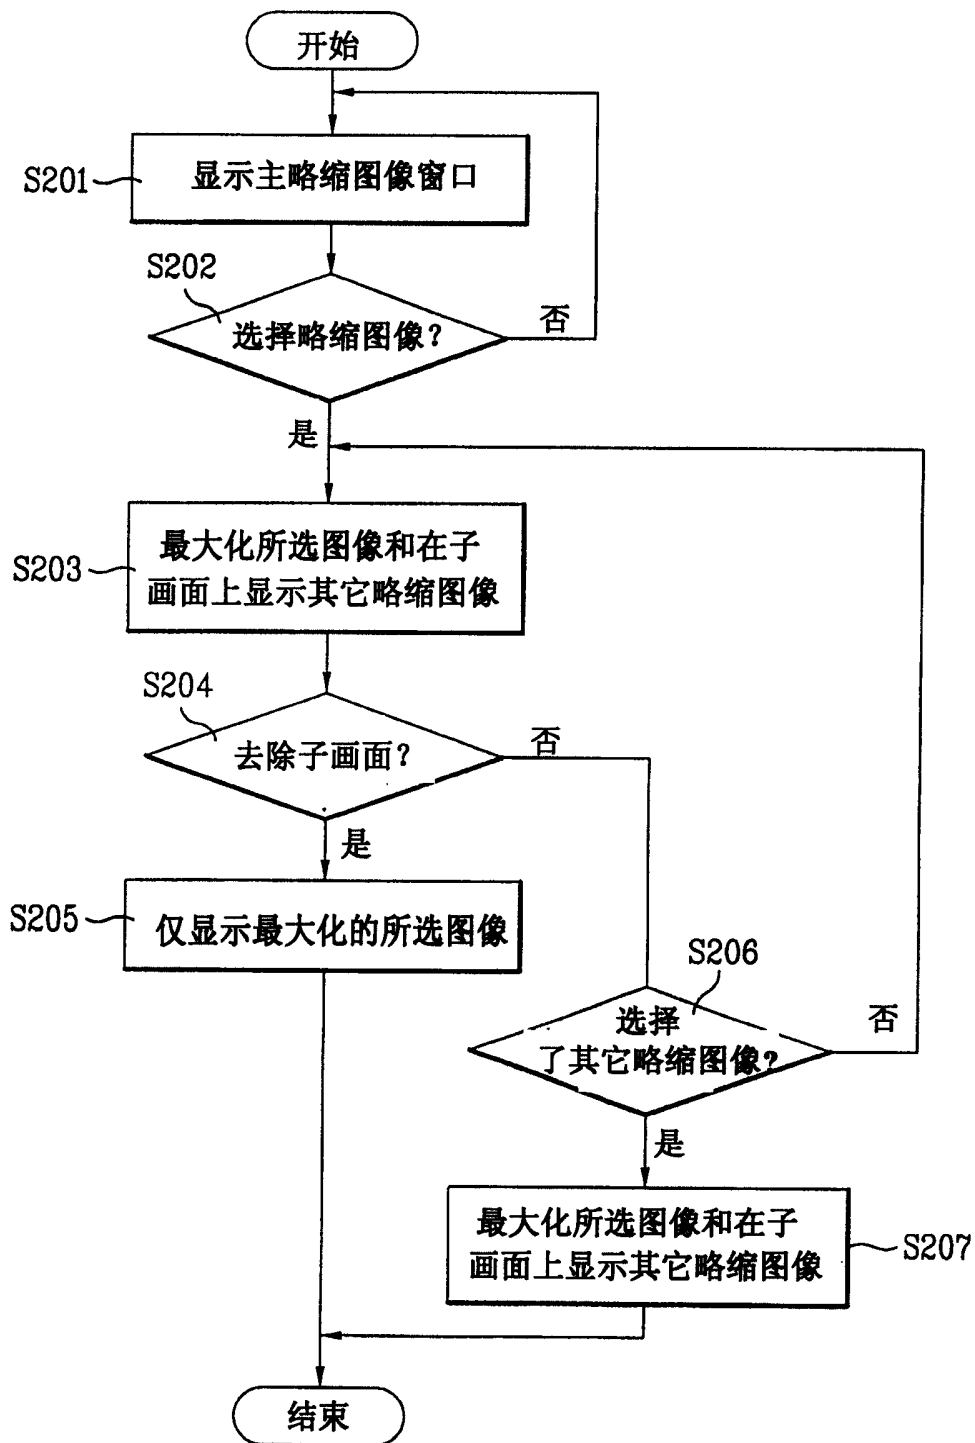 开始
S201
显示主略缩图像窗口
S202
选择略缩图像？
否
是
S203
最大化所选图像和在子
画面上显示其它略缩图像
S204
去除子画面？
否
是
S205
仅显示最大化的所选图像
S206
选择
了其它略缩图像？
否
是
最大化所选图像和在子
画面上显示其它略缩图像
S207
结束